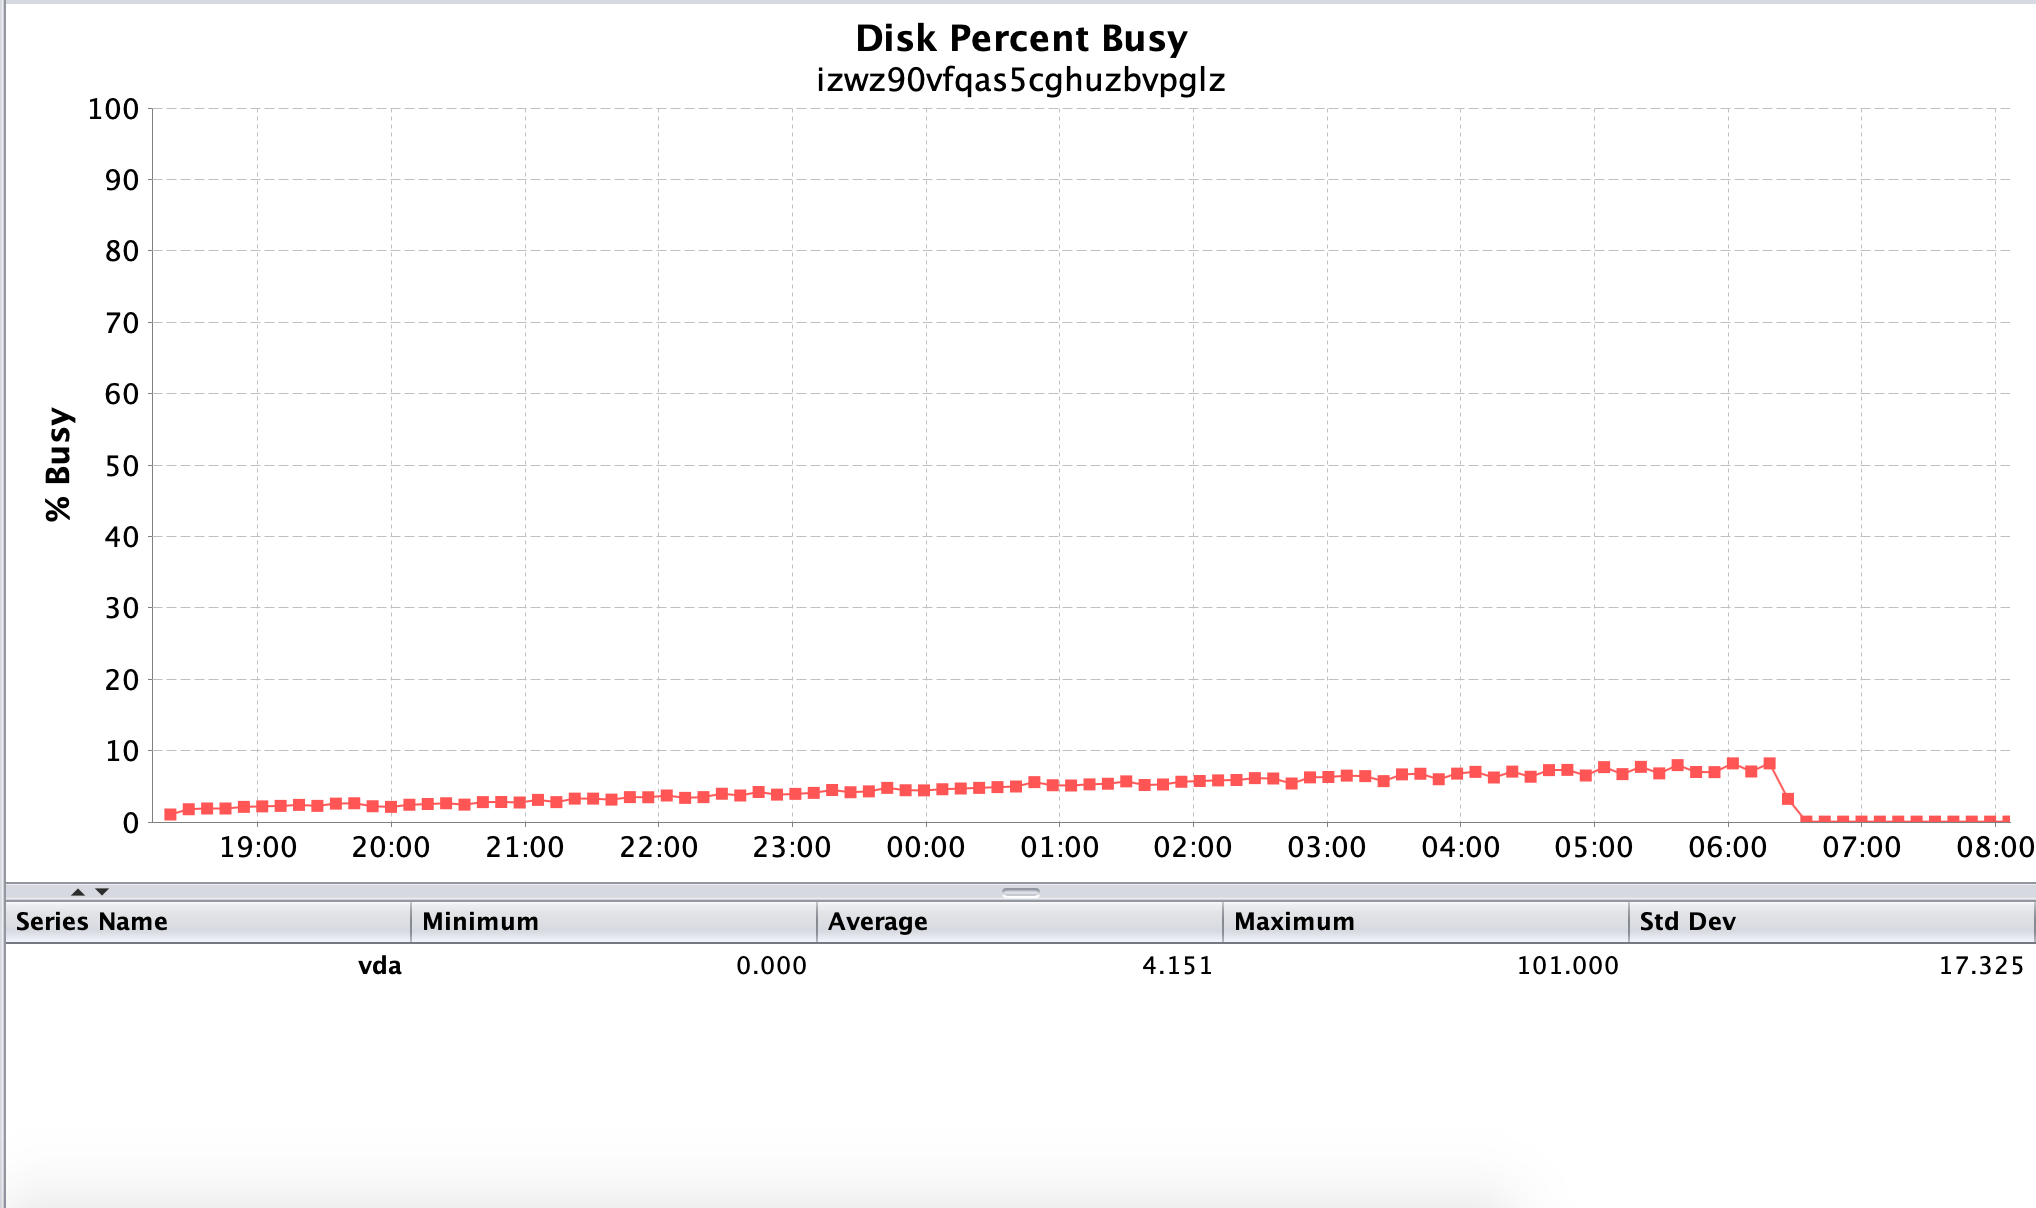 Disk Percent Busy
izwz90vfqas5cghuzbvpglz
100
90
80
70
60
50
40
30
20
10
0
% Busy
19:00 20:00 21:00 22:00 23:00 00:00 01:00 02:00 03:00 04:00 05:00 06:00 07:00 08:00
Series Name Minimum Average Maximum Std Dev
vda 0.000 4.151 101.000 17.325